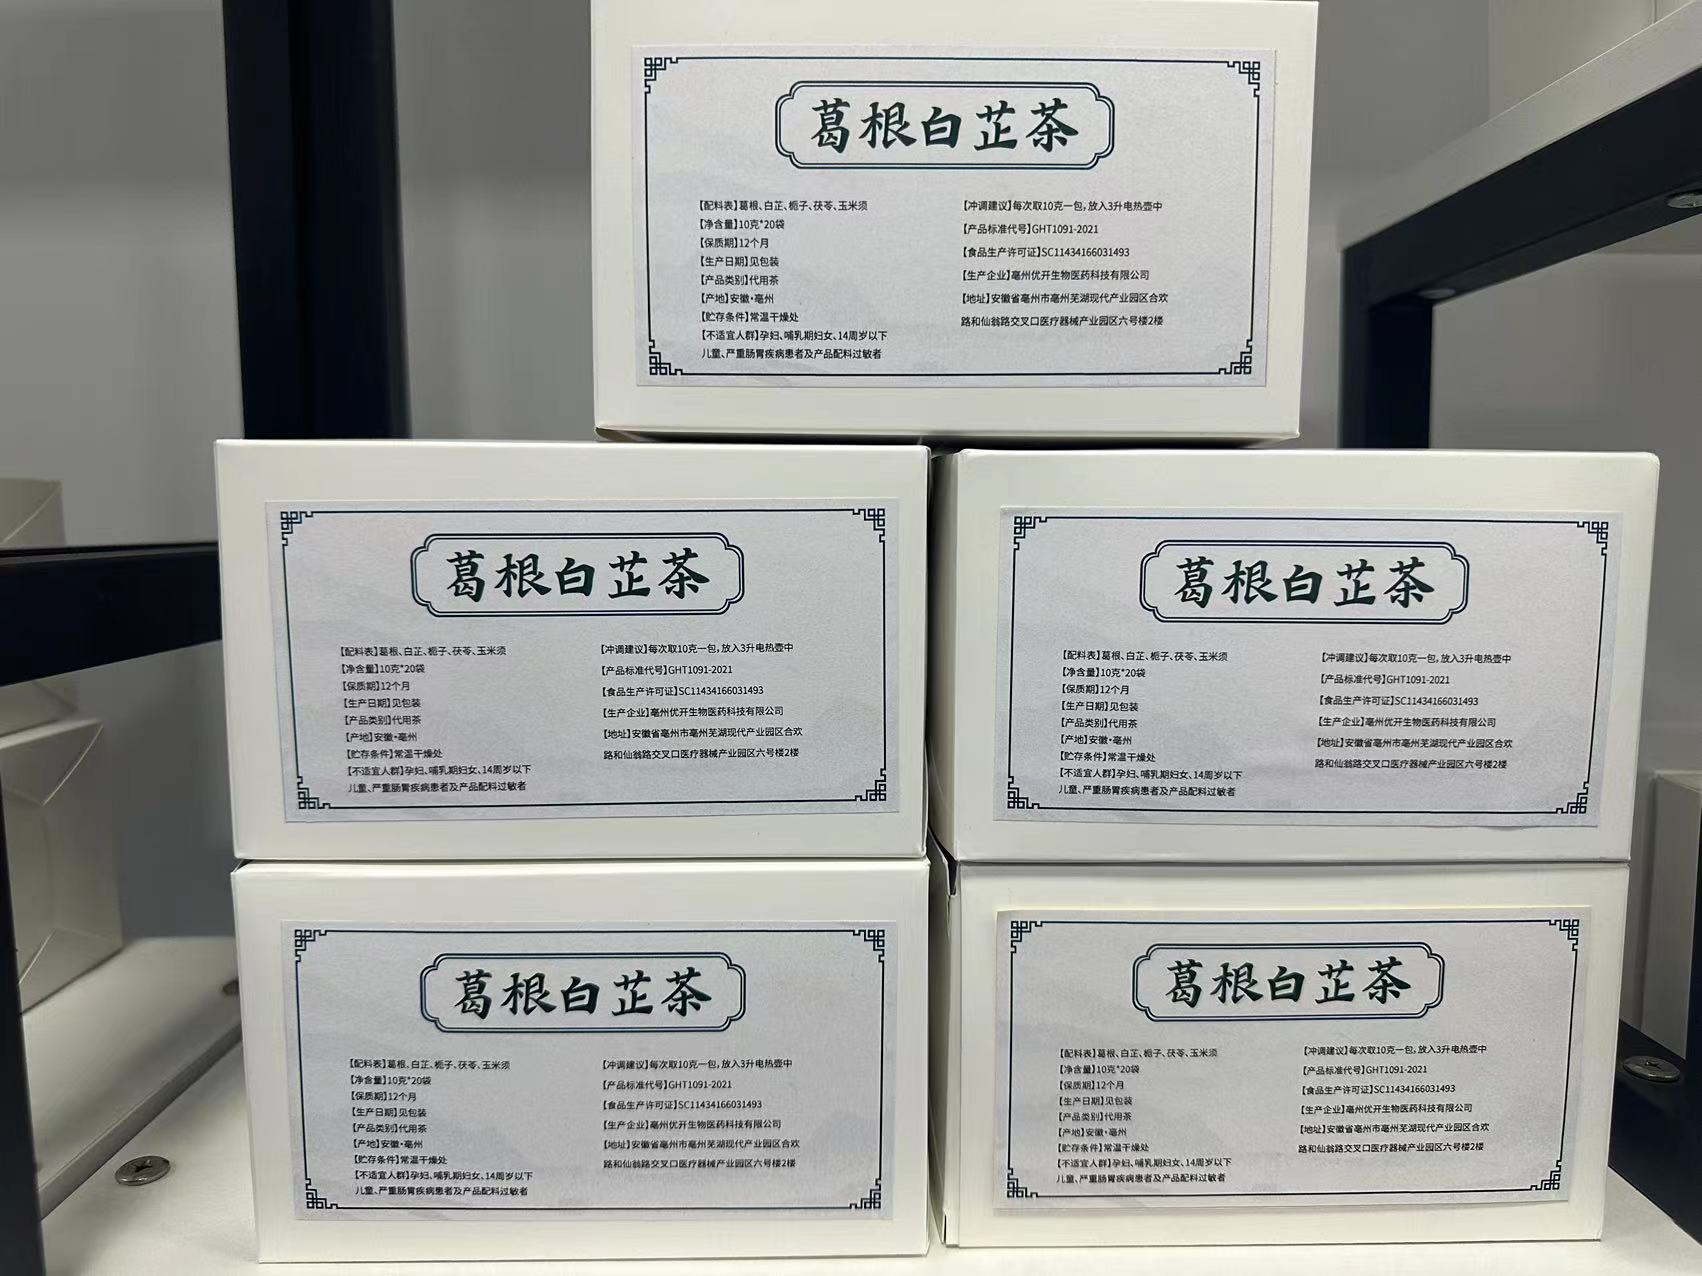 葛根白芷茶
【配料表】葛根、白芷、栀子、茯苓、玉米须
【净含量】10克*20袋
【保质期】12个月
【生产日期】见包装
【产品类别】代用茶
【产地】安徽·亳州
【贮存条件】常温干燥处
【不适宜人群】孕妇、哺乳期妇女、14周岁以下
儿童、严重肠胃疾病患者及产品配料过敏者
【冲调建议】每次取10克一包,放入3升电热壶中
【产品标准代号】GHT1091-2021
【食品生产许可证】SC11434166031493
【生产企业】亳州优开生物医药科技有限公司
【地址】安徽省亳州市亳州芜湖现代产业园区合欢
路和仙翁路交叉口医疗器械产业园区六号楼2楼
葛根白芷茶
【配料表】葛根、白芷、栀子、茯苓、玉米须
【净含量】10克*20袋
【保质期】12个月
【生产日期】见包装
【产品类别】代用茶
【产地】安徽·亳州
【贮存条件】常温干燥处
【不适宜人群】孕妇、哺乳期妇女、14周岁以下
儿童、严重肠胃疾病患者及产品配料过敏者
【冲调建议】每次取10克一包,放入3升电热壶中
【产品标准代号】GHT1091-2021
【食品生产许可证】SC11434166031493
【生产企业】亳州优开生物医药科技有限公司
【地址】安徽省亳州市亳州芜湖现代产业园区合欢
路和仙翁路交叉口医疗器械产业园区六号楼2楼
葛根白芷茶
【配料表】葛根、白芷、栀子、茯苓、玉米须
【净含量】10克*20袋
【保质期】12个月
【生产日期】见包装
【产品类别】代用茶
【产地】安徽·亳州
【贮存条件】常温干燥处
【不适宜人群】孕妇、哺乳期妇女、14周岁以下
儿童、严重肠胃疾病患者及产品配料过敏者
【冲调建议】每次取10克一包,放入3升电热壶中
【产品标准代号】GHT1091-2021
【食品生产许可证】SC11434166031493
【生产企业】亳州优开生物医药科技有限公司
【地址】安徽省亳州市亳州芜湖现代产业园区合欢
路和仙翁路交叉口医疗器械产业园区六号楼2楼
葛根白芷茶
【配料表】葛根、白芷、栀子、茯苓、玉米须
【净含量】10克*20袋
【保质期】12个月
【生产日期】见包装
【产品类别】代用茶
【产地】安徽·亳州
【贮存条件】常温干燥处
【不适宜人群】孕妇、哺乳期妇女、14周岁以下
儿童、严重肠胃疾病患者及产品配料过敏者
【冲调建议】每次取10克一包,放入3升电热壶中
【产品标准代号】GHT1091-2021
【食品生产许可证】SC11434166031493
【生产企业】亳州优开生物医药科技有限公司
【地址】安徽省亳州市亳州芜湖现代产业园区合欢
路和仙翁路交叉口医疗器械产业园区六号楼2楼
葛根白芷茶
【配料表】葛根、白芷、栀子、茯苓、玉米须
【净含量】10克*20袋
【保质期】12个月
【生产日期】见包装
【产品类别】代用茶
【产地】安徽·亳州
【贮存条件】常温干燥处
【不适宜人群】孕妇、哺乳期妇女、14周岁以下
儿童、严重肠胃疾病患者及产品配料过敏者
【冲调建议】每次取10克一包,放入3升电热壶中
【产品标准代号】GHT1091-2021
【食品生产许可证】SC11434166031493
【生产企业】亳州优开生物医药科技有限公司
【地址】安徽省亳州市亳州芜湖现代产业园区合欢
路和仙翁路交叉口医疗器械产业园区六号楼2楼